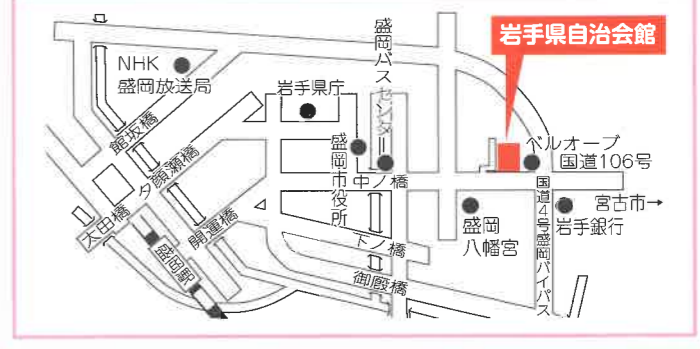 岩手県自治会館
NHK
盛岡放送局
盛岡バスセンター
岩手県庁
館坂橋
盛岡市役所
ベルオーブ
国道106号
夕顔瀬橋
中ノ橋
太田橋
開運橋
国道4号盛岡バイパス
宮古市→
盛岡
八幡宮
岩手銀行
盛岡駅
下ノ橋
御厩橋